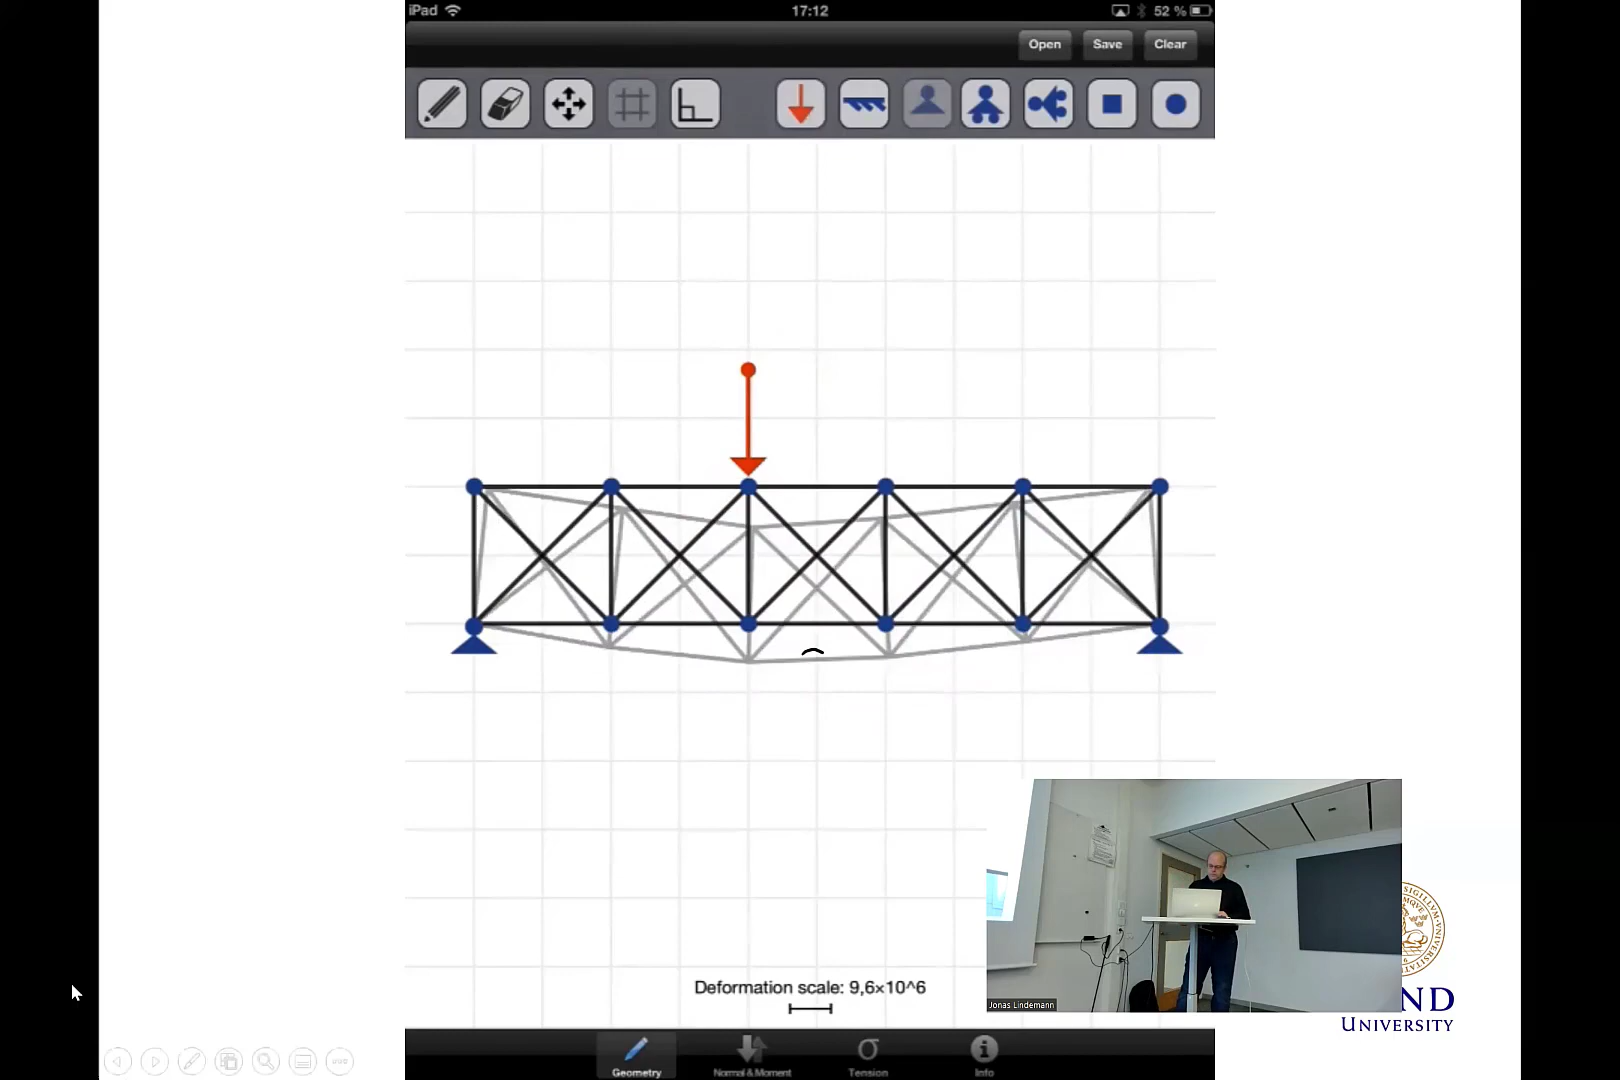 iPad 17:12 52 %
Open Save Clear
Deformation scale: 9,6×10^6
Jonas Lindemann
ND
UNIVERSITY
Geometry Normal & Moment Tension Info